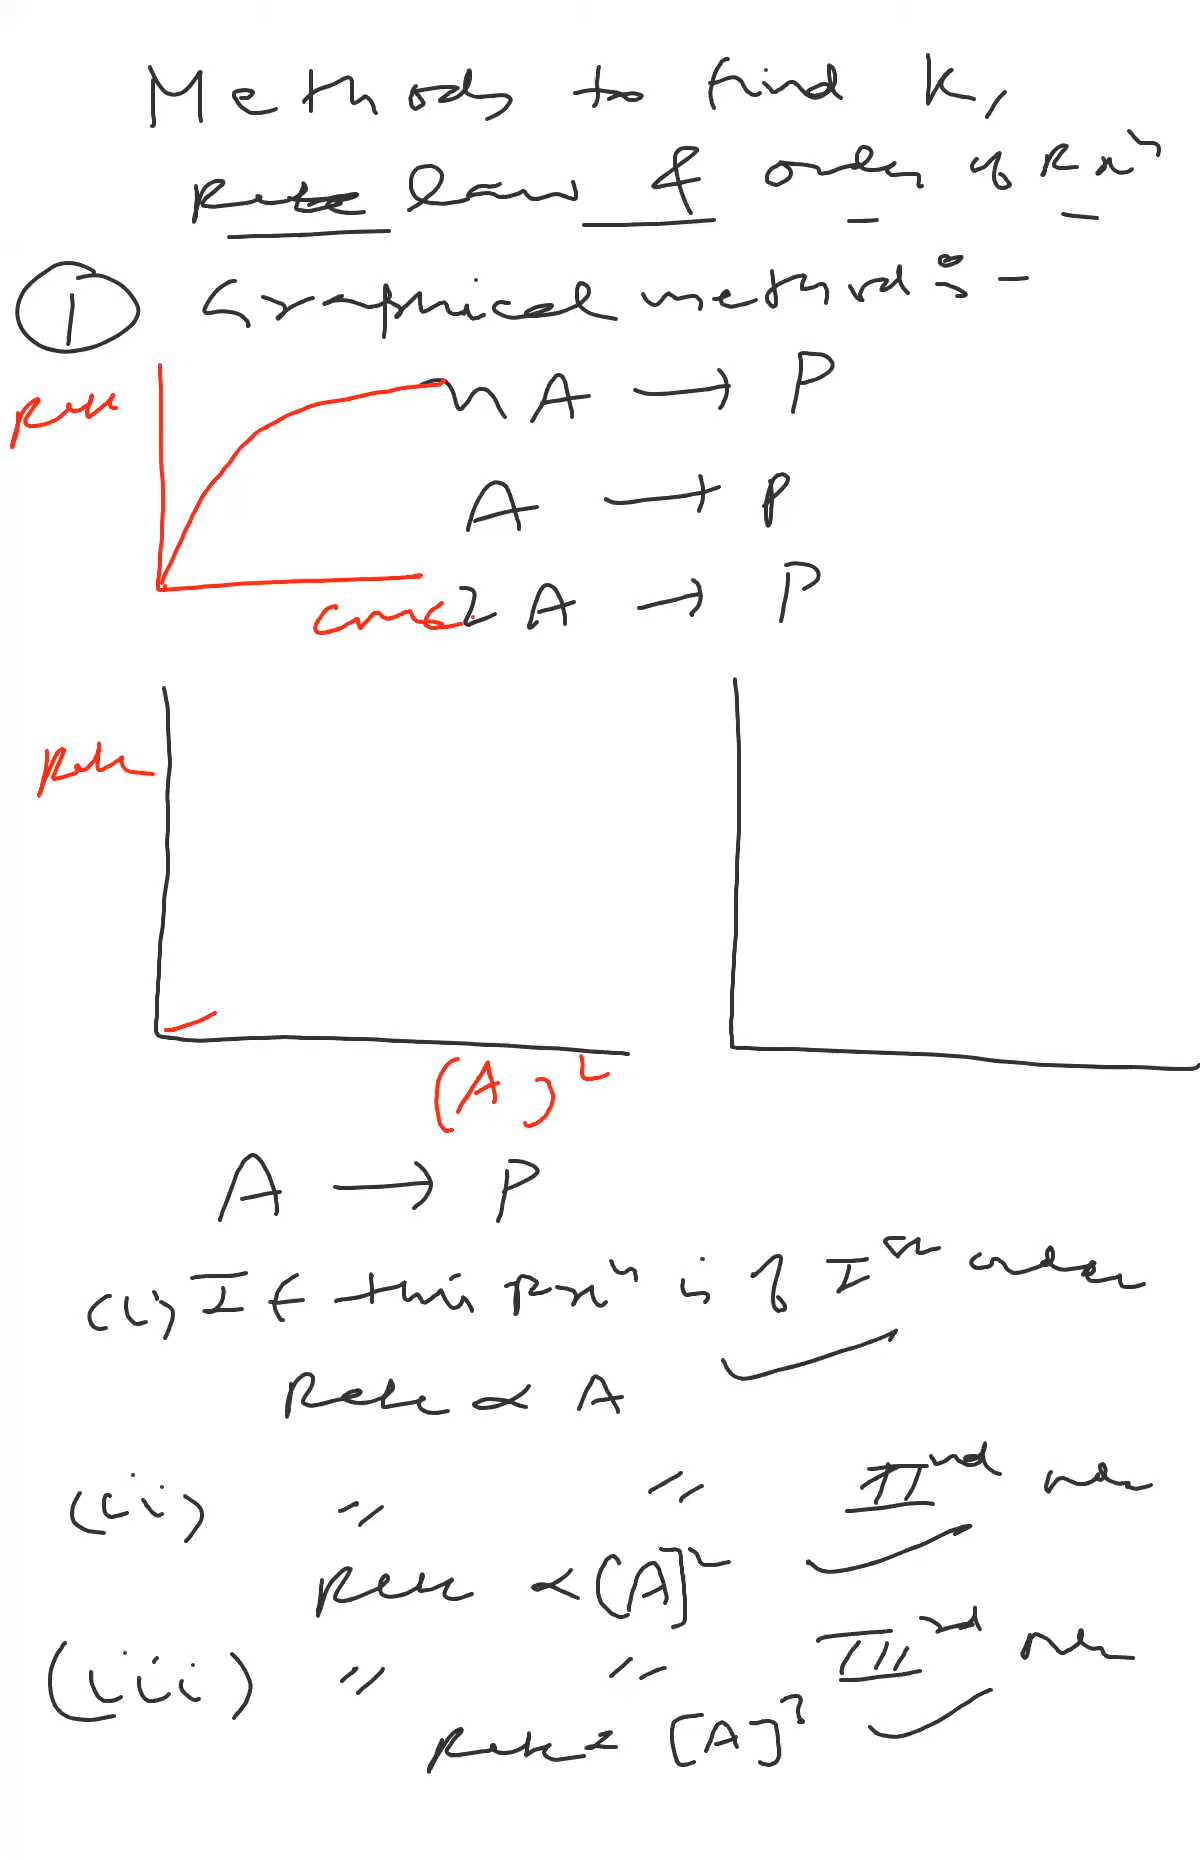 Methods to find K,
Rate law & order of Rxn
① Graphical method :-
Rate
nA → P
A → P
conc.
2A → P
Rate
(A)²
A → P
(i) If this Rxn is of Ist order
Rate ∝ A
(ii) " " IInd order
Rate ∝ [A]²
(iii) " " IIIrd order
Rate ∝ [A]³